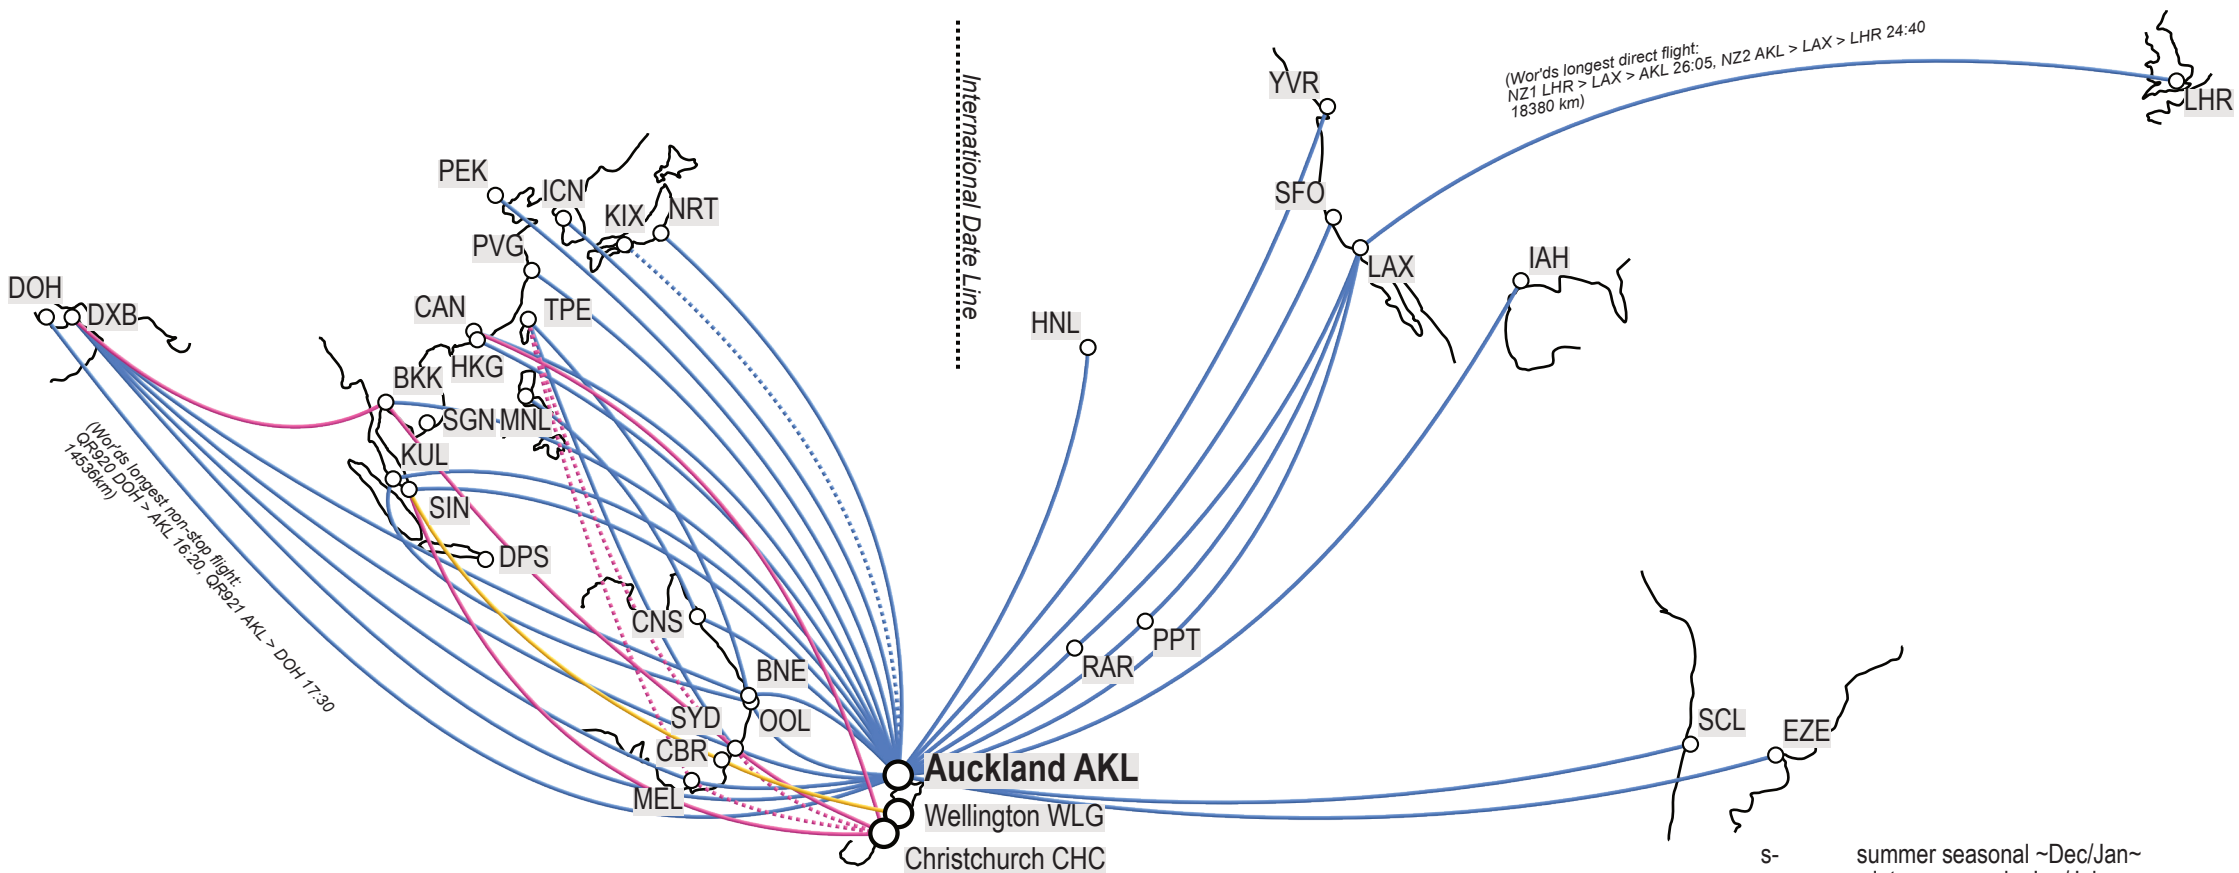 (Wor'ds longest direct flight:
NZ1 LHR > LAX > AKL 26:05, NZ2 AKL > LAX > LHR 24:40
18380 km)
International Date Line
YVR
LHR
PEK
ICN
KIX
NRT
SFO
PVG
LAX
IAH
DOH
DXB
CAN
TPE
HNL
HKG
BKK
SGN
MNL
KUL
SIN
DPS
(Wor'ds longest non-stop flight:
QR920 DOH > AKL 16:20, QR921 AKL > DOH 17:30
14536km)
CNS
PPT
RAR
BNE
OOL
SYD
CBR
MEL
SCL
EZE
Auckland AKL
Wellington WLG
Christchurch CHC
s- summer seasonal ~Dec/Jan~